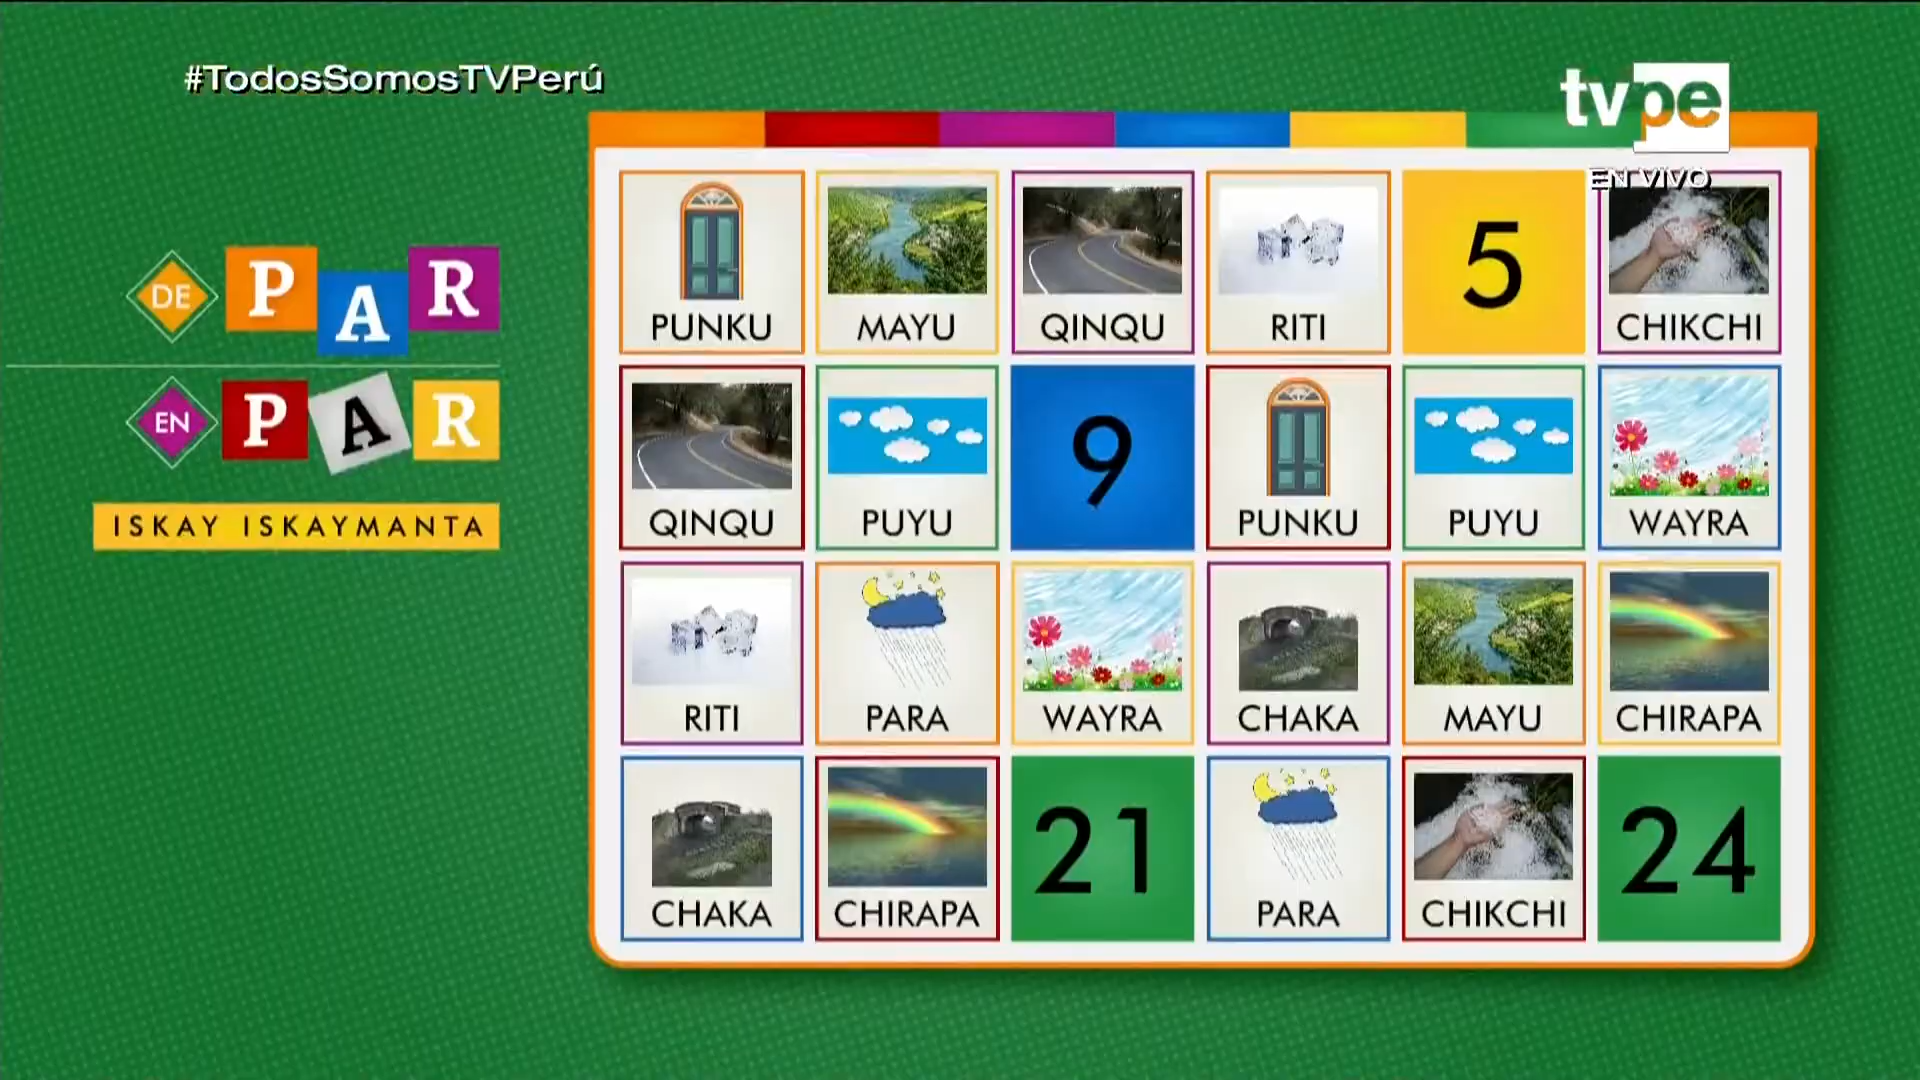 #TodosSomosTVPerú
tvpe
EN VIVO
DE PAR
EN PAR
ISKAY ISKAYMANTA
PUNKU MAYU QINQU RITI 5 CHIKCHI
QINQU PUYU 9 PUNKU PUYU WAYRA
RITI PARA WAYRA CHAKA MAYU CHIRAPA
CHAKA CHIRAPA 21 PARA CHIKCHI 24